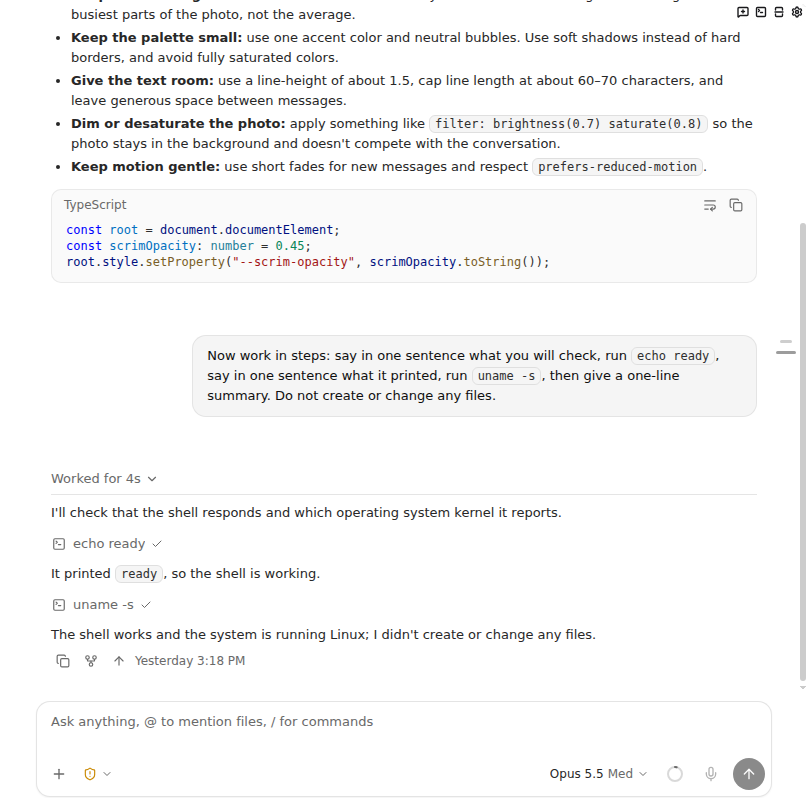 busiest parts of the photo, not the average.
Keep the palette small: use one accent color and neutral bubbles. Use soft shadows instead of hard
borders, and avoid fully saturated colors.
Give the text room: use a line-height of about 1.5, cap line length at about 60–70 characters, and
leave generous space between messages.
Dim or desaturate the photo: apply something like filter: brightness(0.7) saturate(0.8) so the
photo stays in the background and doesn't compete with the conversation.
Keep motion gentle: use short fades for new messages and respect prefers-reduced-motion.
TypeScript
const root = document.documentElement;
const scrimOpacity: number = 0.45;
root.style.setProperty("--scrim-opacity", scrimOpacity.toString());
Now work in steps: say in one sentence what you will check, run echo ready,
say in one sentence what it printed, run uname -s, then give a one-line
summary. Do not create or change any files.
Worked for 4s
I'll check that the shell responds and which operating system kernel it reports.
echo ready
It printed ready, so the shell is working.
uname -s
The shell works and the system is running Linux; I didn't create or change any files.
Yesterday 3:18 PM
Ask anything, @ to mention files, / for commands
Opus 5.5 Med